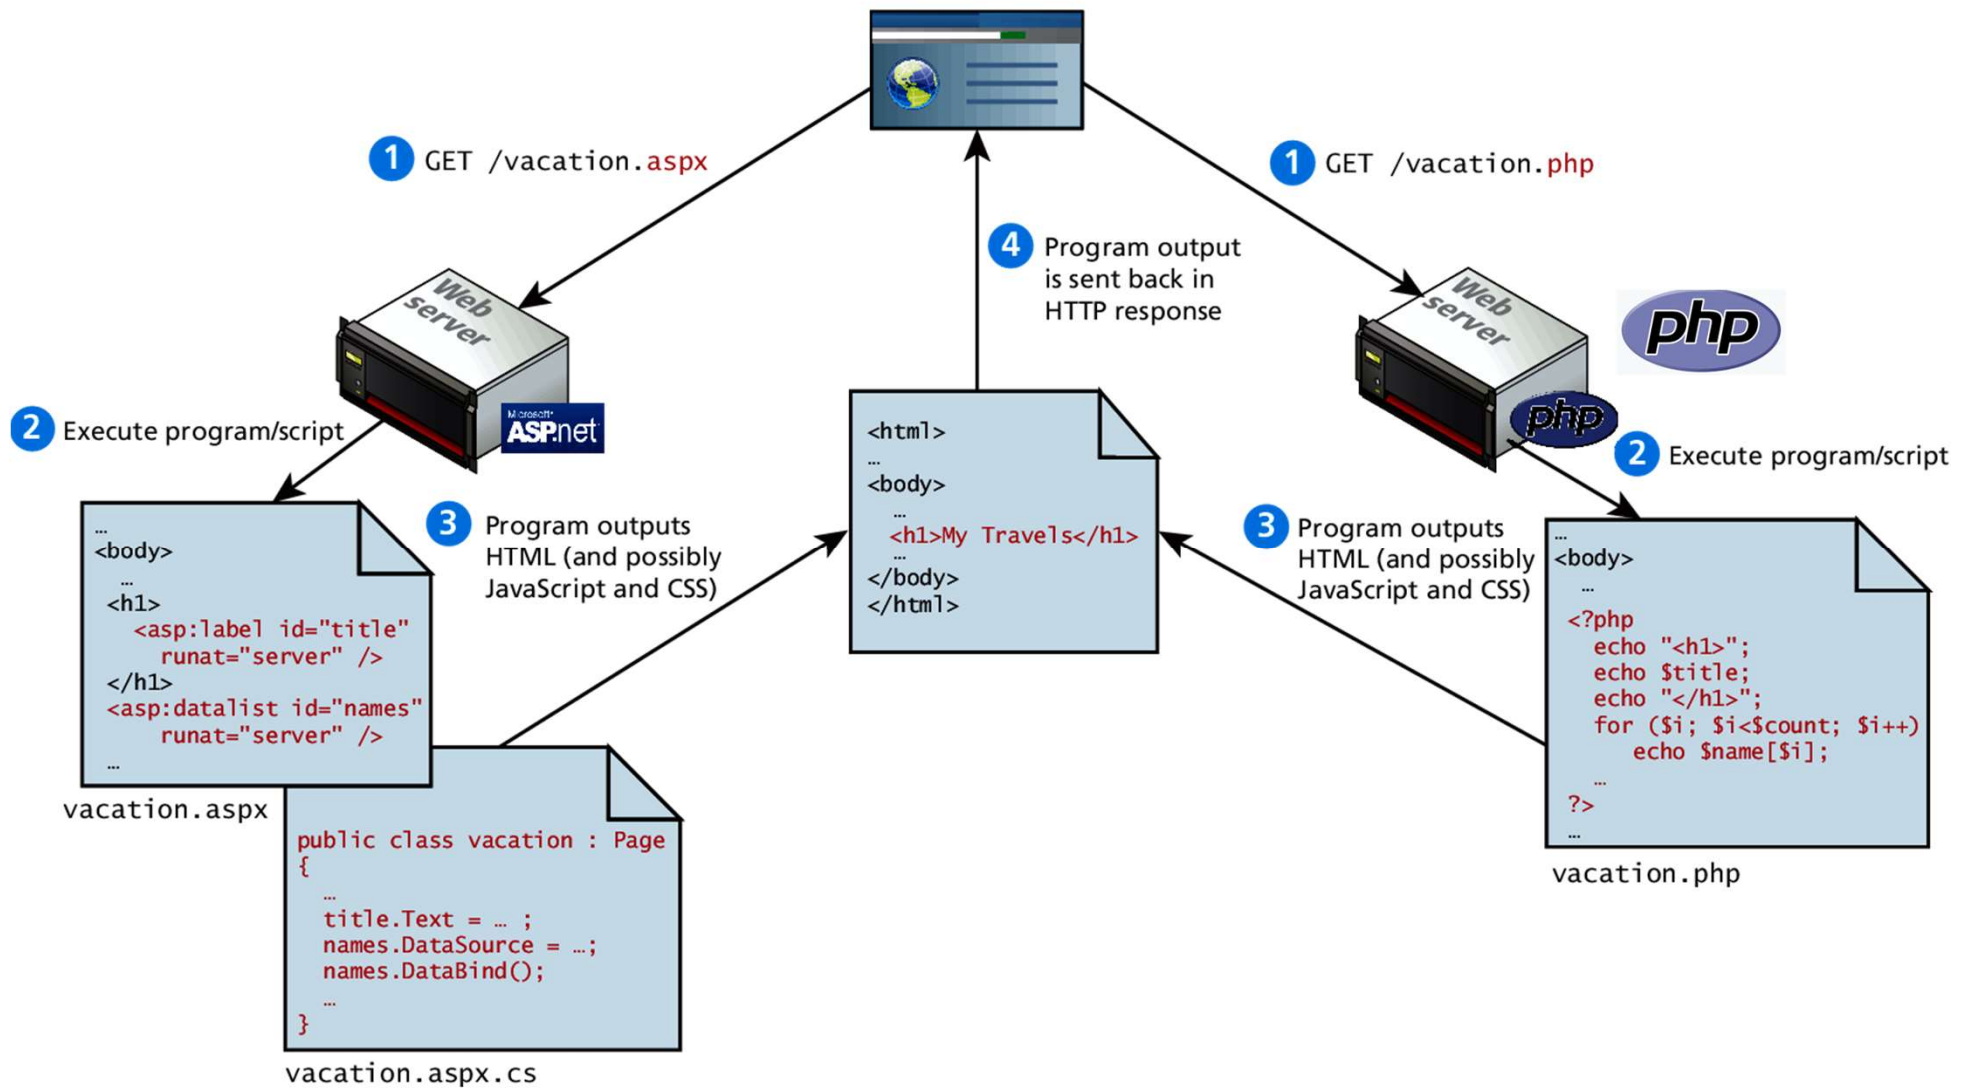 1 GET /vacation.aspx
1 GET /vacation.php
4 Program output
is sent back in
HTTP response
Web
server
Microsoft
ASP.net
Web
server
php
php
2 Execute program/script
2 Execute program/script
3 Program outputs
HTML (and possibly
JavaScript and CSS)
3 Program outputs
HTML (and possibly
JavaScript and CSS)
<html>
…
<body>
…
<h1>My Travels</h1>
…
</body>
</html>
…
<body>
…
<h1>
<asp:label id="title"
runat="server" />
</h1>
<asp:datalist id="names"
runat="server" />
…
vacation.aspx
public class vacation : Page
{
…
title.Text = … ;
names.DataSource = …;
names.DataBind();
…
}
vacation.aspx.cs
…
<body>
…
<?php
echo "<h1>";
echo $title;
echo "</h1>";
for ($i; $i<$count; $i++)
echo $name[$i];
…
?>
…
vacation.php